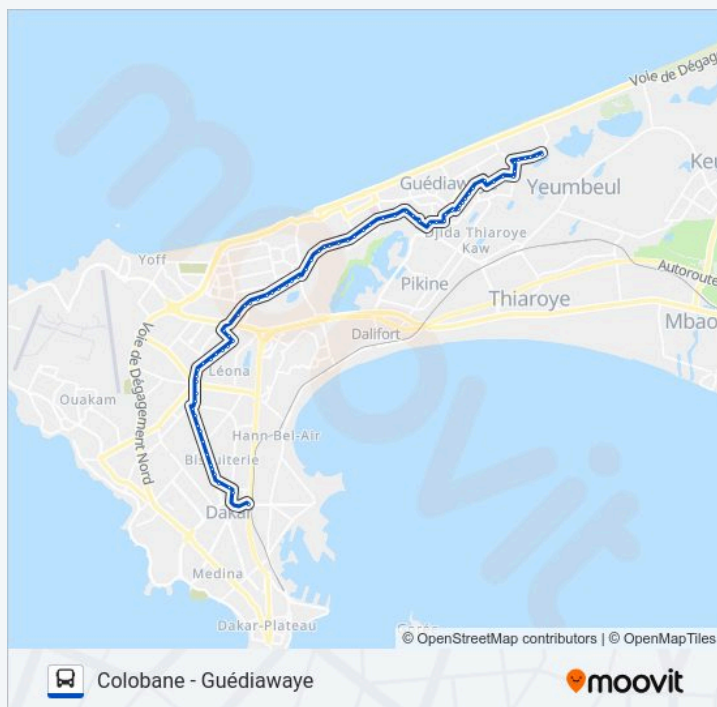 Voie de Dégag
Guédiaw
Yeumbeul
Keu
Djida Thiaroye
Kaw
Yoff
Pikine
Autoroute
Thiaroye
Mbao
Dalifort
Voie de Dégagement Nord
Léona
Ouakam
Hann-Bel-Air
Biscuiterie
Dakar
Medina
Dakar-Plateau
moovit
© OpenStreetMap contributors | © OpenMapTiles
Colobane - Guédiawaye
moovit